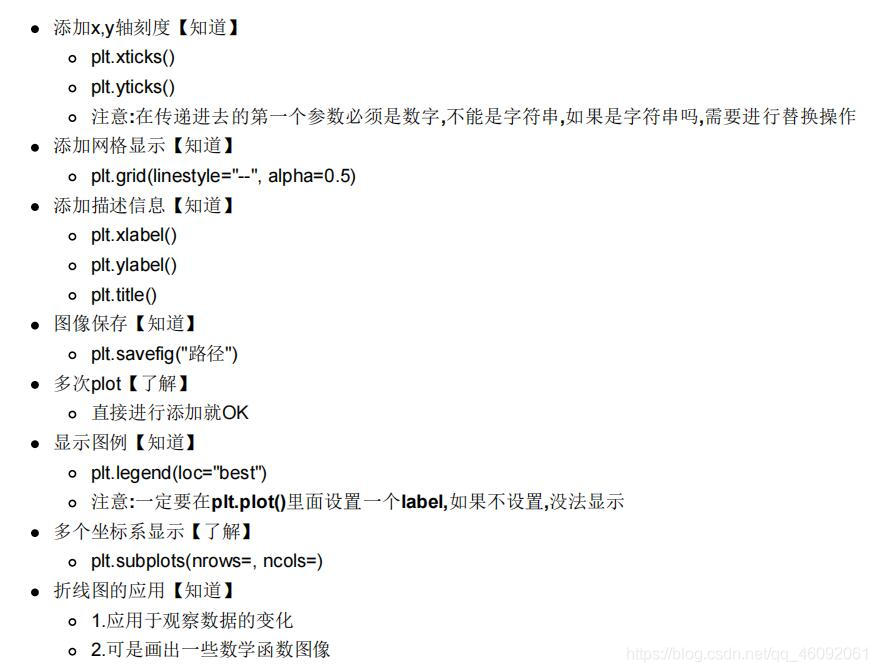 添加x,y轴刻度【知道】
plt.xticks()
plt.yticks()
注意:在传递进去的第一个参数必须是数字,不能是字符串,如果是字符串吗,需要进行替换操作
添加网格显示【知道】
plt.grid(linestyle="--", alpha=0.5)
添加描述信息【知道】
plt.xlabel()
plt.ylabel()
plt.title()
图像保存【知道】
plt.savefig("路径")
多次plot【了解】
直接进行添加就OK
显示图例【知道】
plt.legend(loc="best")
注意:一定要在plt.plot()里面设置一个label,如果不设置,没法显示
多个坐标系显示【了解】
plt.subplots(nrows=, ncols=)
折线图的应用【知道】
1.应用于观察数据的变化
2.可是画出一些数学函数图像
https://blog.csdn.net/qq_46092061